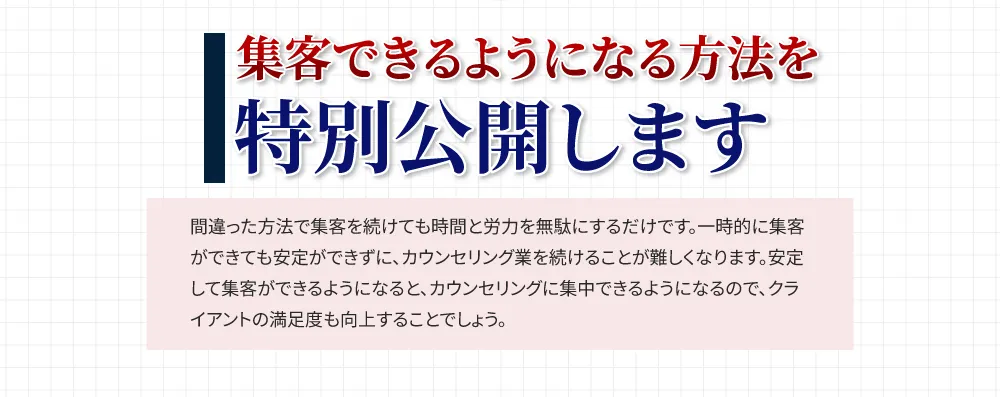 集客できるようになる方法を
特別公開します
間違った方法で集客を続けても時間と労力を無駄にするだけです。一時的に集客
ができても安定ができずに、カウンセリング業を続けることが難しくなります。安定
して集客ができるようになると、カウンセリングに集中できるようになるので、クラ
イアントの満足度も向上することでしょう。